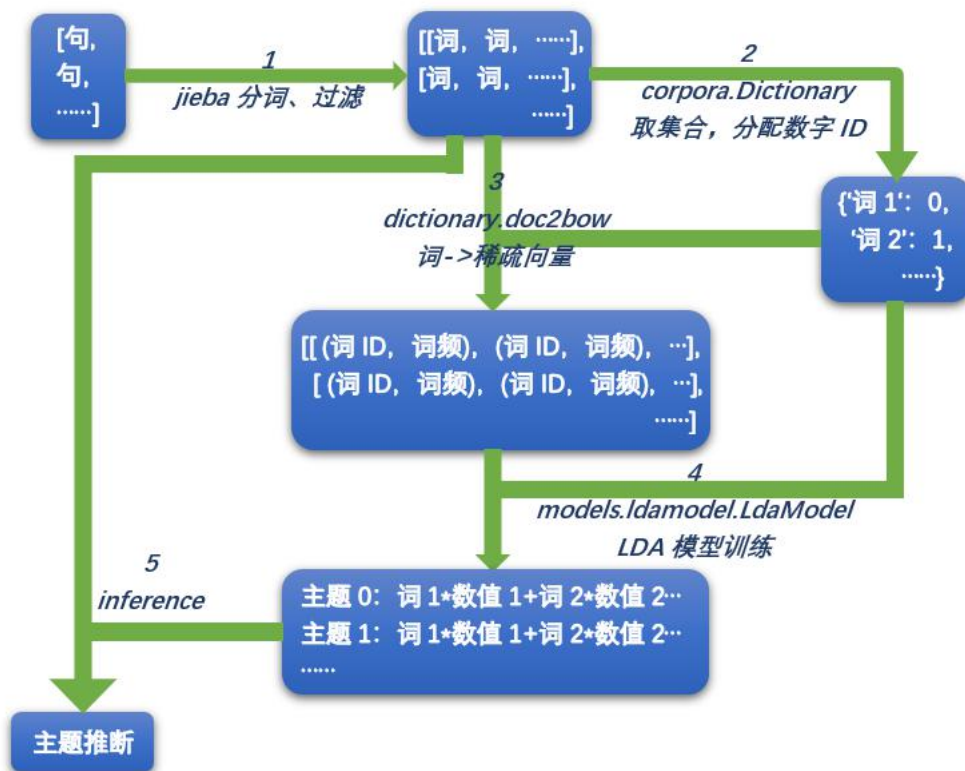 [句,
句,
……]
1
jieba 分词、过滤
[[词, 词, ……],
[词, 词, ……],
……]
2
corpora.Dictionary
取集合，分配数字 ID
{'词 1': 0,
'词 2': 1,
……}
3
dictionary.doc2bow
词->稀疏向量
[[ (词 ID, 词频), (词 ID, 词频), …],
[ (词 ID, 词频), (词 ID, 词频), …],
……]
4
models.ldamodel.LdaModel
LDA 模型训练
主题 0: 词 1*数值 1+词 2*数值 2…
主题 1: 词 1*数值 1+词 2*数值 2…
……
5
inference
主题推断